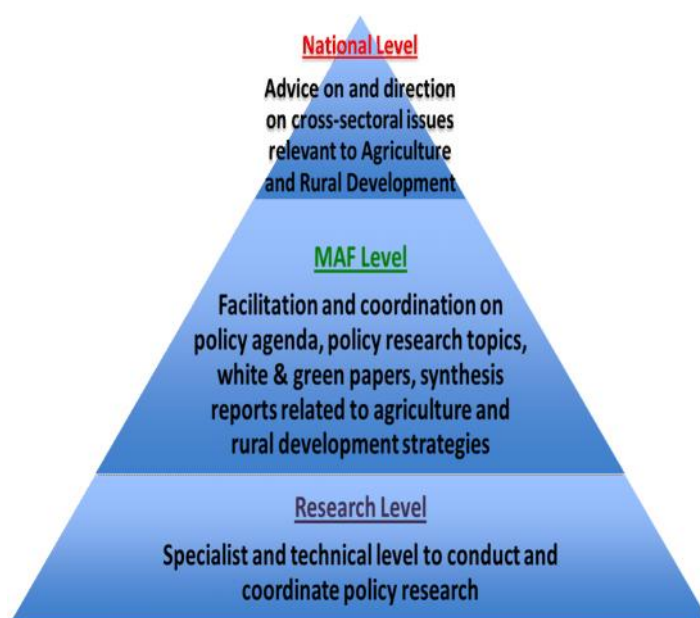 National Level
Advice on and direction
on cross-sectoral issues
relevant to Agriculture
and Rural Development
MAF Level
Facilitation and coordination on
policy agenda, policy research topics,
white & green papers, synthesis
reports related to agriculture and
rural development strategies
Research Level
Specialist and technical level to conduct and
coordinate policy research